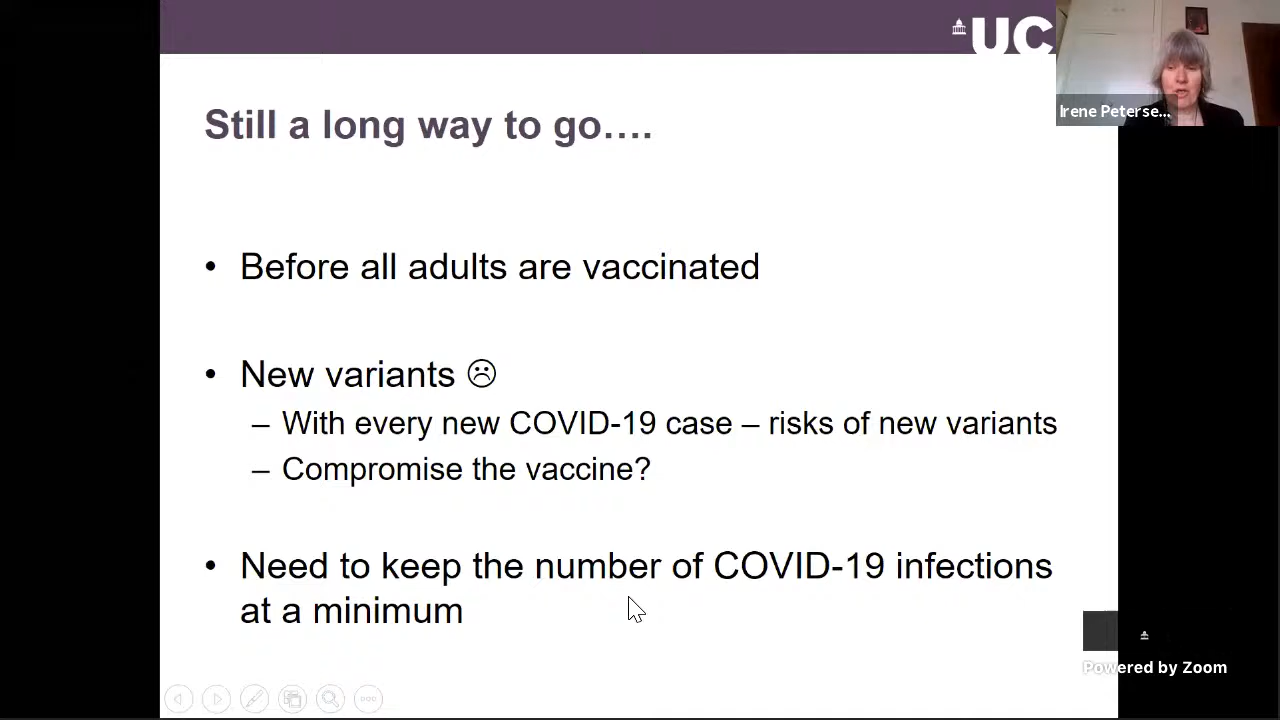 UC
Irene Peterse...
Still a long way to go….
• Before all adults are vaccinated
• New variants ☹
– With every new COVID-19 case – risks of new variants
– Compromise the vaccine?
• Need to keep the number of COVID-19 infections
at a minimum
Powered by Zoom